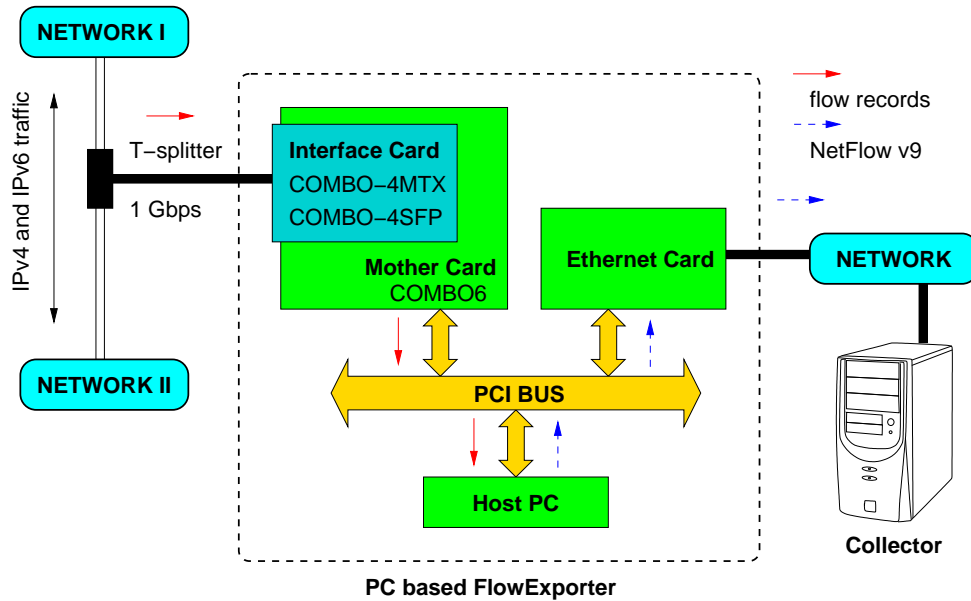 NETWORK I
IPv4 and IPv6 traffic
T−splitter
1 Gbps
NETWORK II
Interface Card
COMBO−4MTX
COMBO−4SFP
Mother Card
COMBO6
Ethernet Card
PCI BUS
Host PC
PC based FlowExporter
flow records
NetFlow v9
NETWORK
Collector